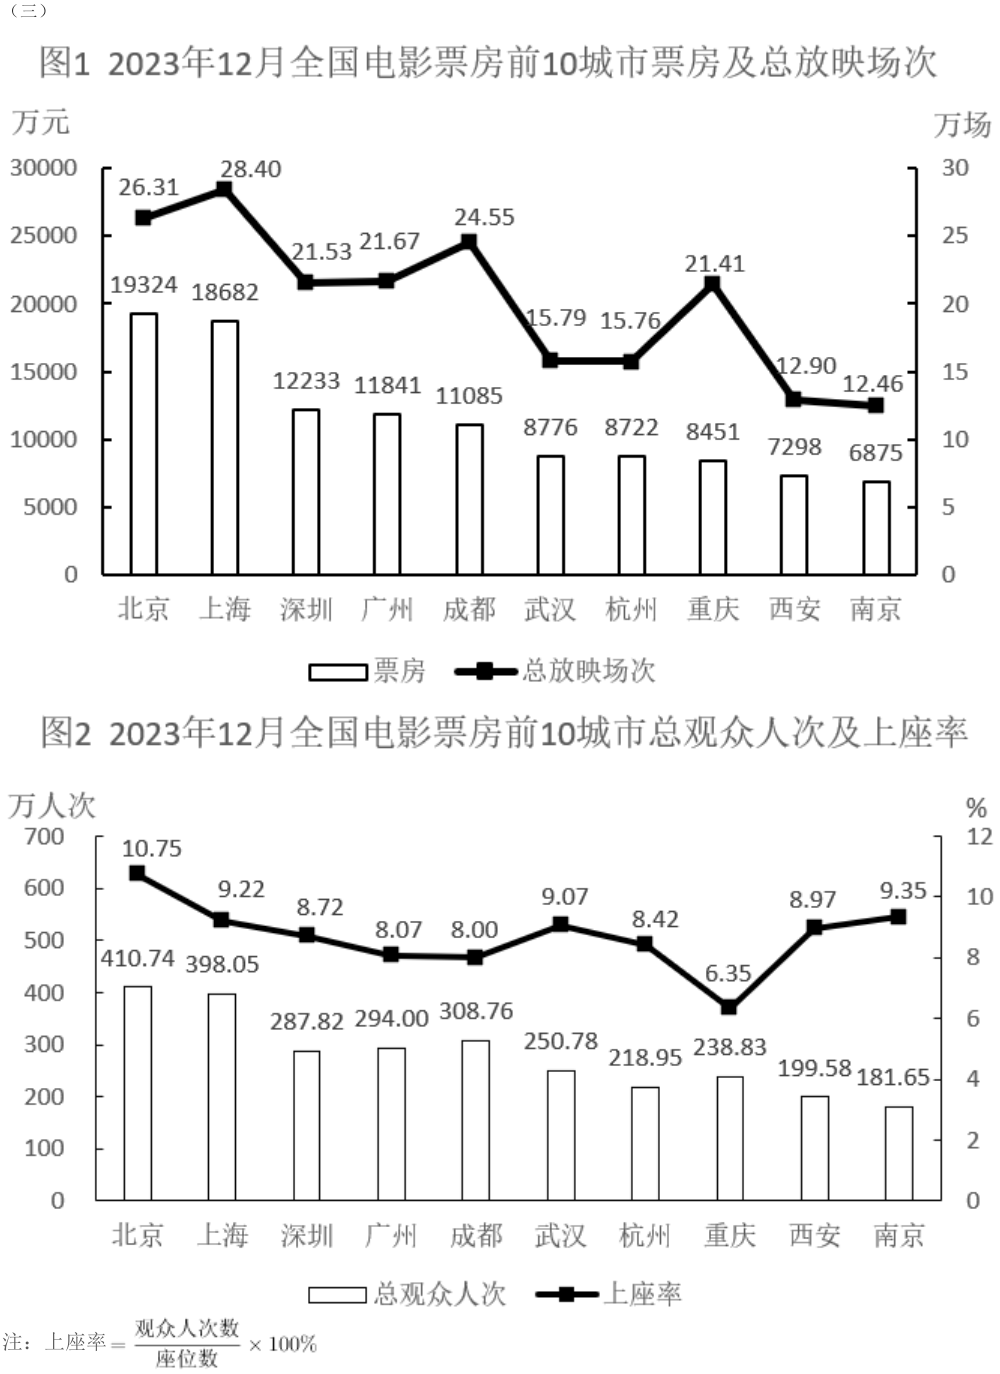 （三）
图1 2023年12月全国电影票房前10城市票房及总放映场次
万元 万场
30000 25000 20000 15000 10000 5000 0
26.31 28.40 21.53 21.67 24.55 15.79 15.76 21.41 12.90 12.46
19324 18682 12233 11841 11085 8776 8722 8451 7298 6875
30 25 20 15 10 5 0
北京 上海 深圳 广州 成都 武汉 杭州 重庆 西安 南京
票房 总放映场次
图2 2023年12月全国电影票房前10城市总观众人次及上座率
万人次 %
700 600 500 400 300 200 100 0
10.75 9.22 8.72 8.07 8.00 9.07 8.42 6.35 8.97 9.35
410.74 398.05 287.82 294.00 308.76 250.78 218.95 238.83 199.58 181.65
12 10 8 6 4 2 0
北京 上海 深圳 广州 成都 武汉 杭州 重庆 西安 南京
总观众人次 上座率
注：上座率 = 观众人次数 / 座位数 × 100%